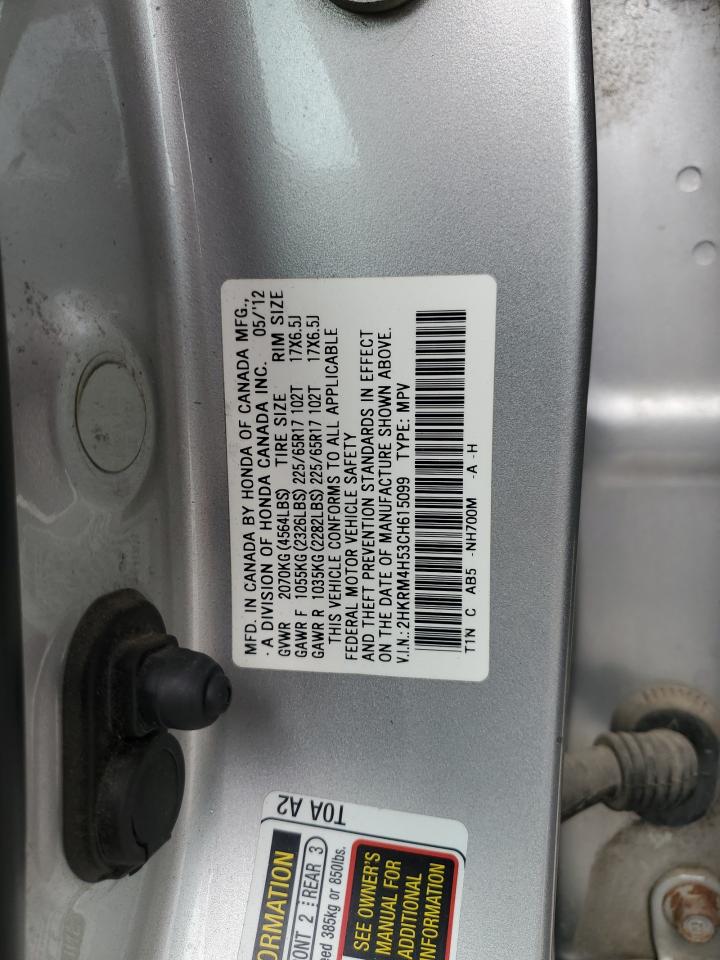 MFD. IN CANADA BY HONDA OF CANADA MFG.,
· A DIVISION OF HONDA CANADA INC. 05/'12
GVWR 2070KG (4564LBS) TIRE SIZE RIM SIZE
GAWR F 1055KG (2326LBS) 225/65R17 102T 17X6.5J
GAWR R 1035KG (2282LBS) 225/65R17 102T 17X6.5J
THIS VEHICLE CONFORMS TO ALL APPLICABLE
FEDERAL MOTOR VEHICLE SAFETY
AND THEFT PREVENTION STANDARDS IN EFFECT
ON THE DATE OF MANUFACTURE SHOWN ABOVE.
V.I.N.: 2HKRM4H53CH615099 TYPE: MPV
T1N C AB5 -NH700M -A -H
T0A A2
ORMATION
ONT 2 REAR 3
eed 385kg or 850lbs.
SEE OWNER'S
MANUAL FOR
ADDITIONAL
INFORMATION